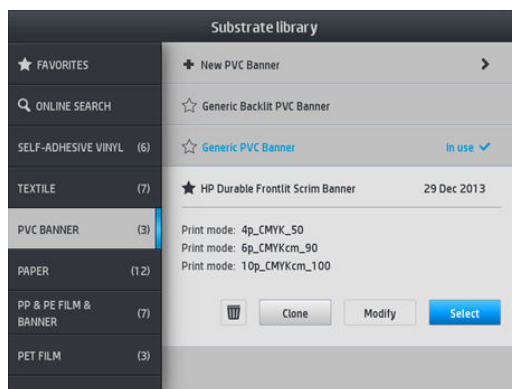 Substrate library
FAVORITES
ONLINE SEARCH
SELF-ADHESIVE VINYL (6)
TEXTILE (7)
PVC BANNER (3)
PAPER (12)
PP & PE FILM &
BANNER (7)
PET FILM (3)
New PVC Banner
Generic Backlit PVC Banner
Generic PVC Banner In use
HP Durable Frontlit Scrim Banner 29 Dec 2013
Print mode: 4p_CMYK_50
Print mode: 6p_CMYKcm_90
Print mode: 10p_CMYKcm_100
Clone Modify Select